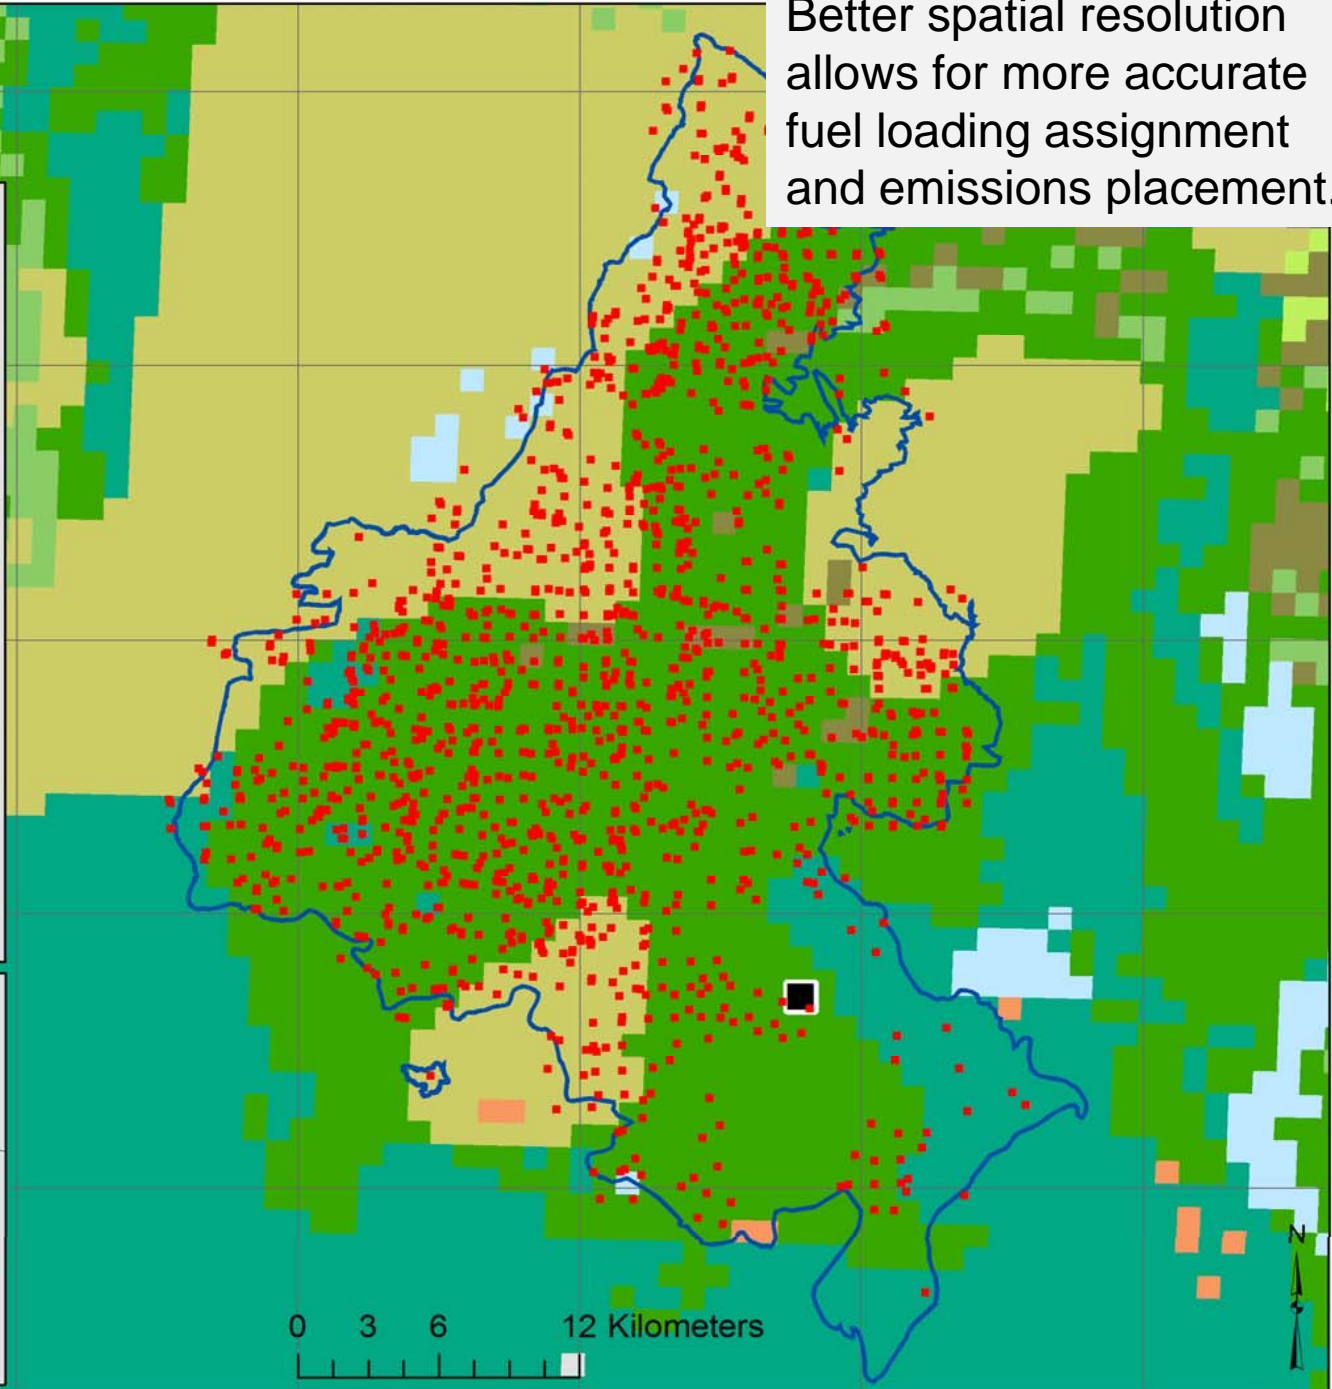 Better spatial resolution
allows for more accurate
fuel loading assignment
and emissions placement.
N
0 3 6 12 Kilometers